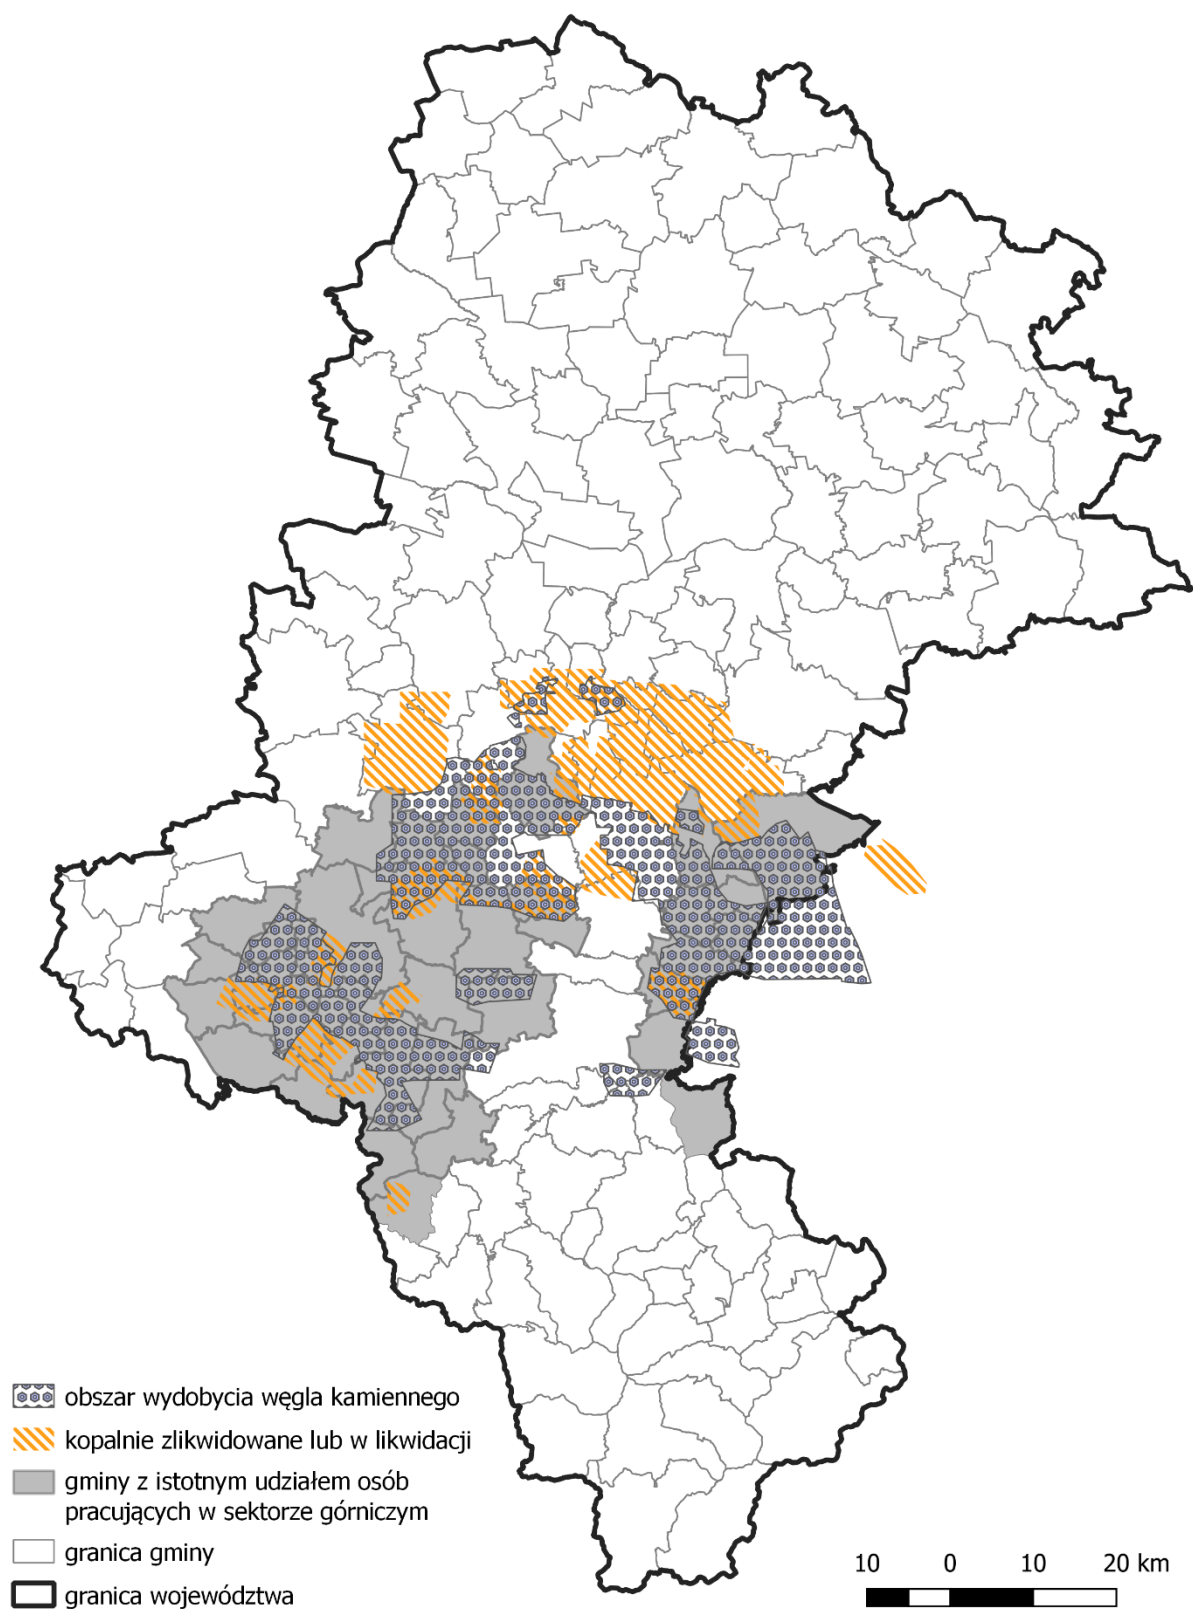 obszar wydobycia węgla kamiennego
kopalnie zlikwidowane lub w likwidacji
gminy z istotnym udziałem osób
pracujących w sektorze górniczym
granica gminy
granica województwa
10 0 10 20 km